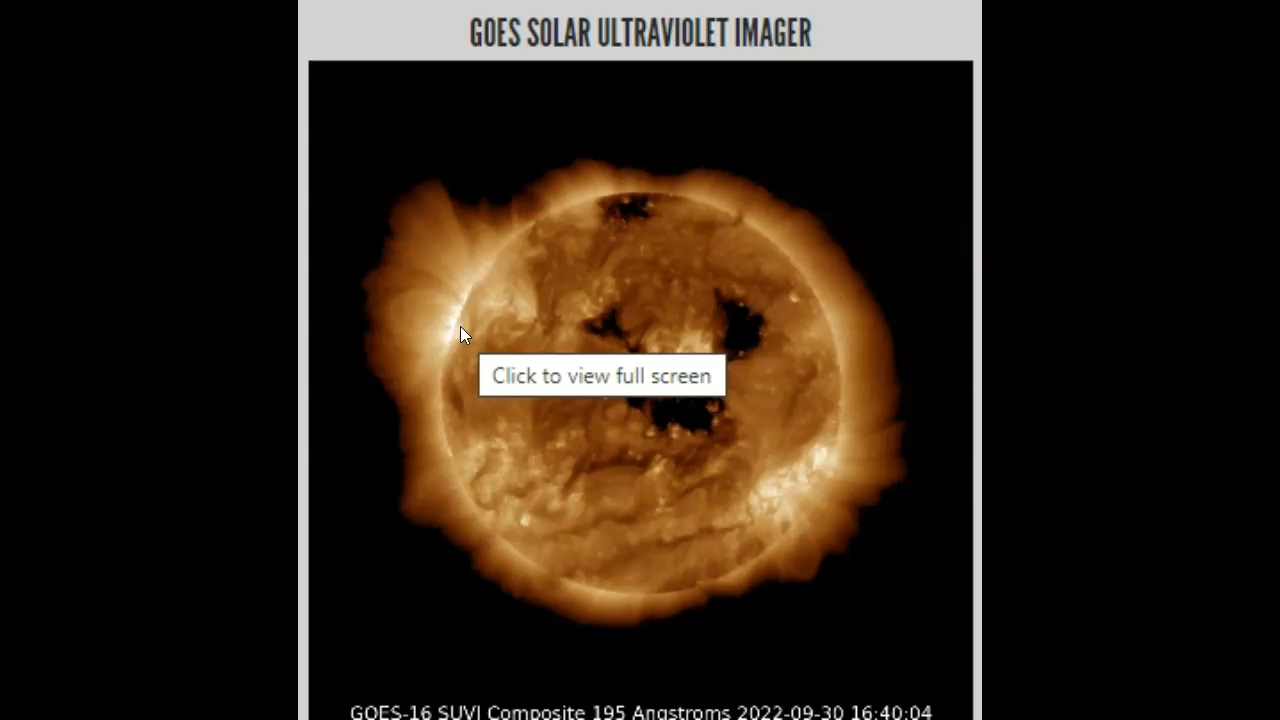 GOES SOLAR ULTRAVIOLET IMAGER
Click to view full screen
GOES-16 SUVI Composite 195 Angstroms 2022-09-30 16:40:04